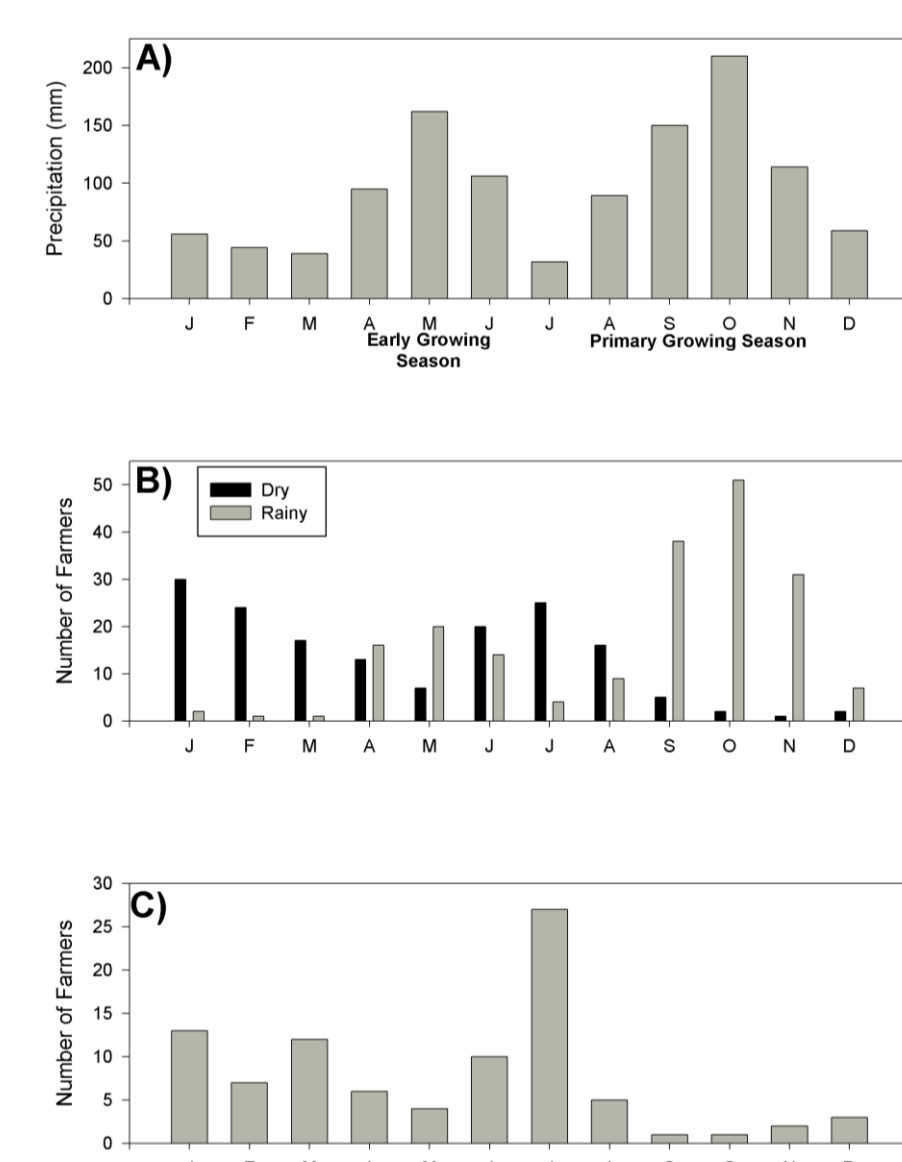 A)
Precipitation (mm)
200
150
100
50
0
J F M A M J J A S O N D
Early Growing Season
Primary Growing Season
B)
Dry
Rainy
Number of Farmers
50
40
30
20
10
0
J F M A M J J A S O N D
C)
Number of Farmers
30
25
20
15
10
5
0